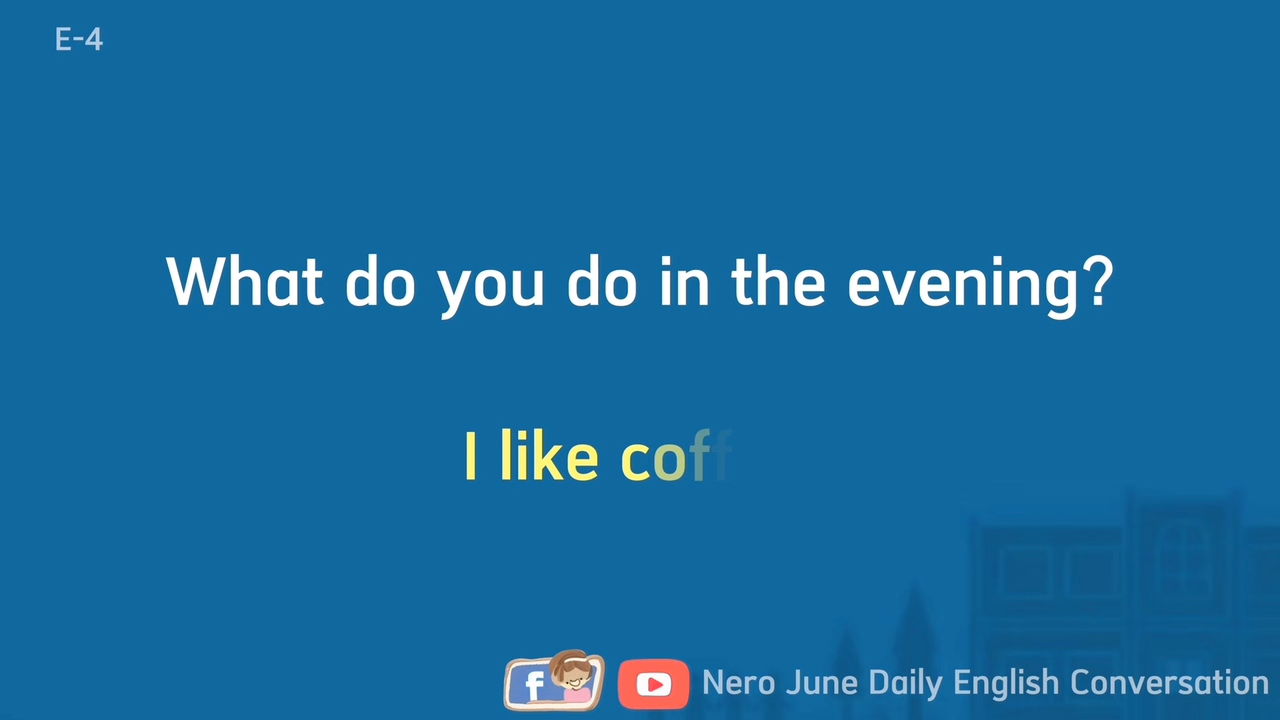 E-4
What do you do in the evening?
I like coff
f Nero June Daily English Conversation